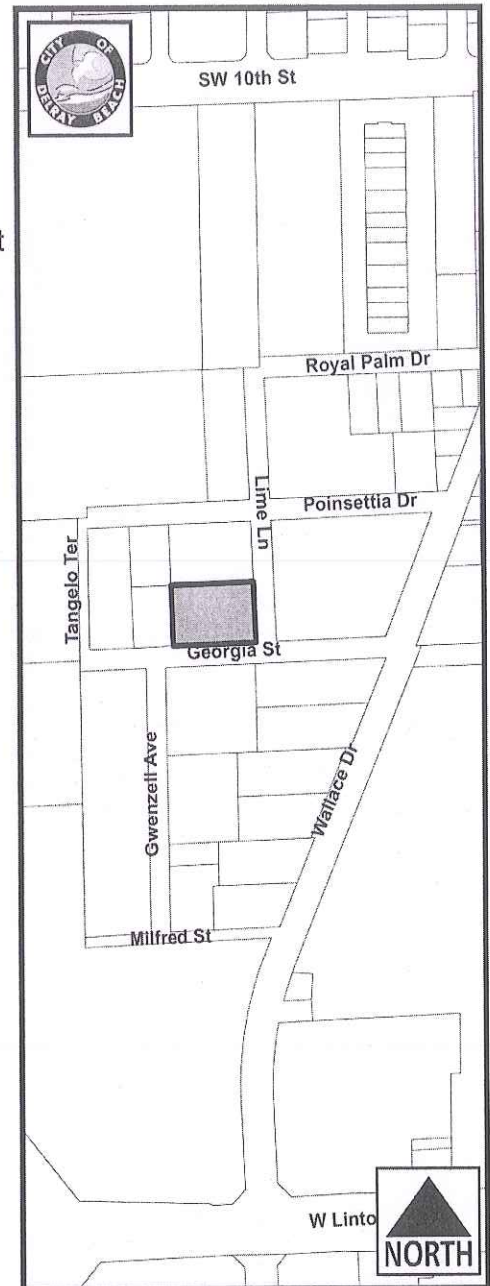 CITY OF
DELRAY BEACH
SW 10th St
t
Royal Palm Dr
Lime Ln
Poinsettia Dr
Tangelo Ter
Georgia St
Gwenzell Ave
Wallace Dr
Milfred St
W Linto
NORTH